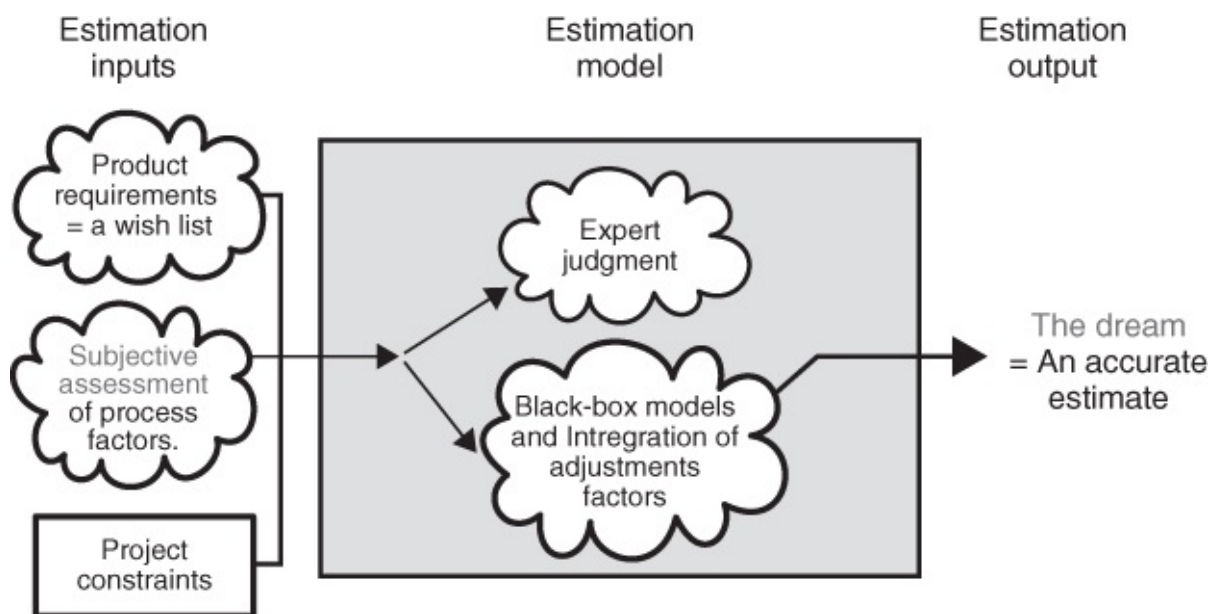 Estimation
inputs
Estimation
model
Estimation
output
Product
requirements
= a wish list
Subjective
assessment
of process
factors.
Project
constraints
Expert
judgment
Black-box models
and Intregration of
adjustments
factors
The dream
= An accurate
estimate